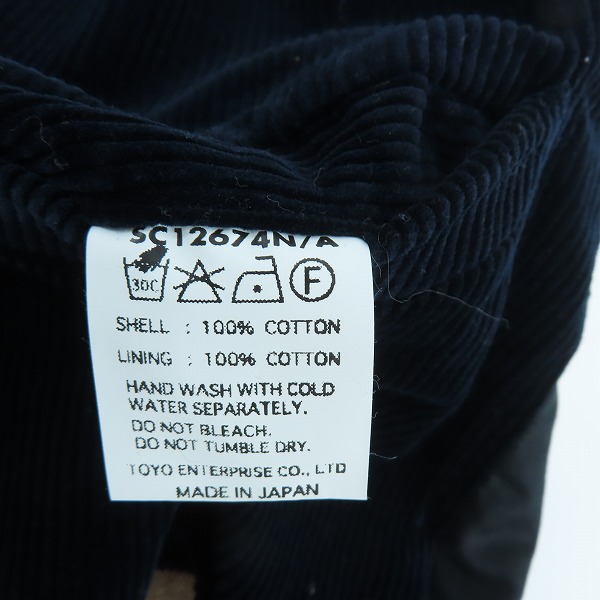 SC12674N/A
30C F
SHELL : 100% COTTON
LINING : 100% COTTON
HAND WASH WITH COLD
WATER SEPARATELY.
DO NOT BLEACH.
DO NOT TUMBLE DRY.
TOYO ENTERPRISE CO., LTD
MADE IN JAPAN